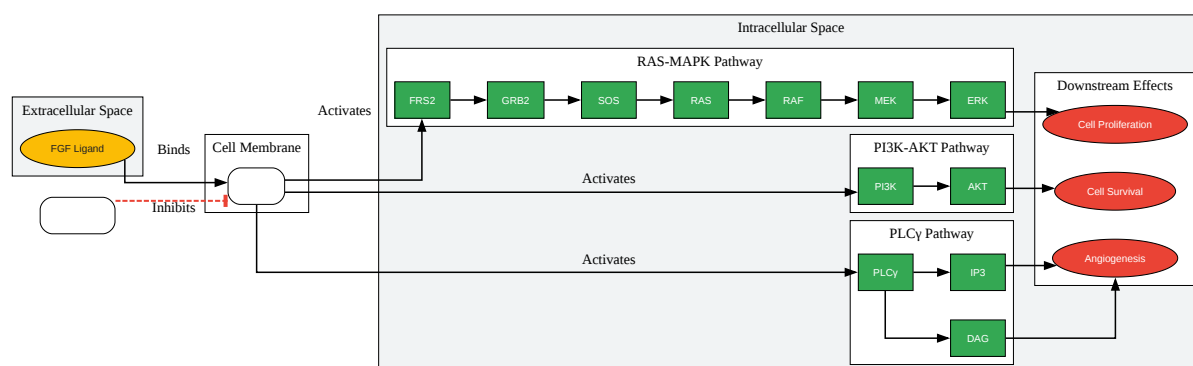 Intracellular Space
RAS-MAPK Pathway
FRS2
GRB2
SOS
RAS
RAF
MEK
ERK
Downstream Effects
Cell Proliferation
Cell Survival
Angiogenesis
Extracellular Space
FGF Ligand
Binds
Activates
Cell Membrane
Inhibits
Activates
PI3K-AKT Pathway
PI3K
AKT
Activates
PLCγ Pathway
PLCγ
IP3
DAG